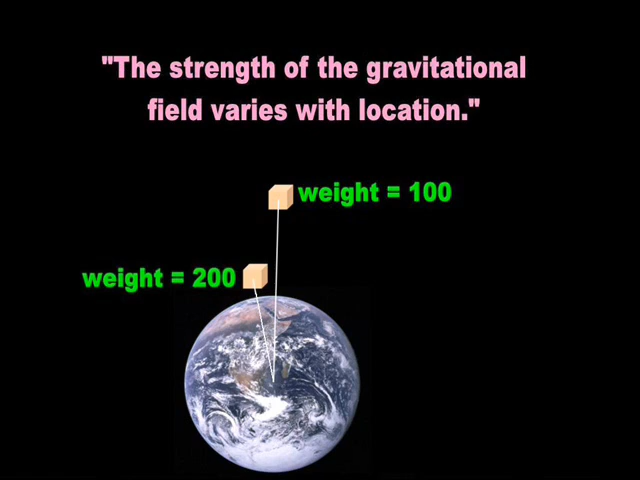 "The strength of the gravitational
field varies with location."
weight = 100
weight = 200